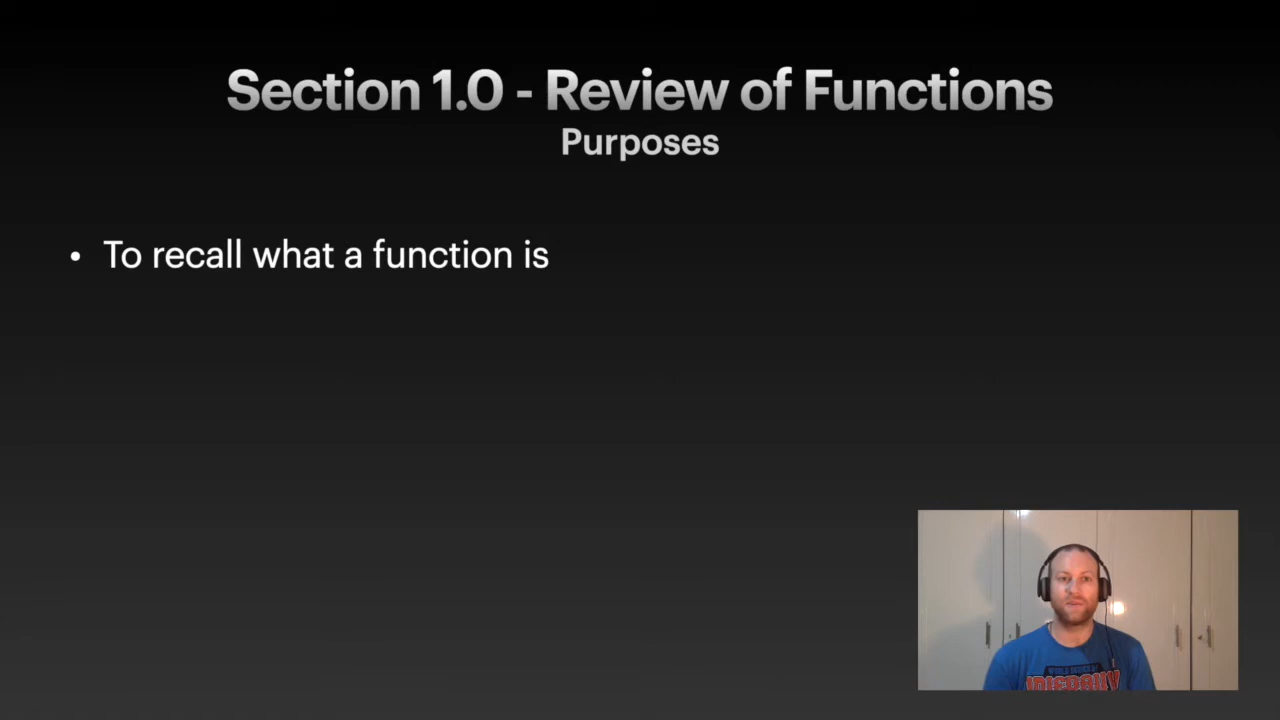 Section 1.0 - Review of Functions
Purposes
• To recall what a function is